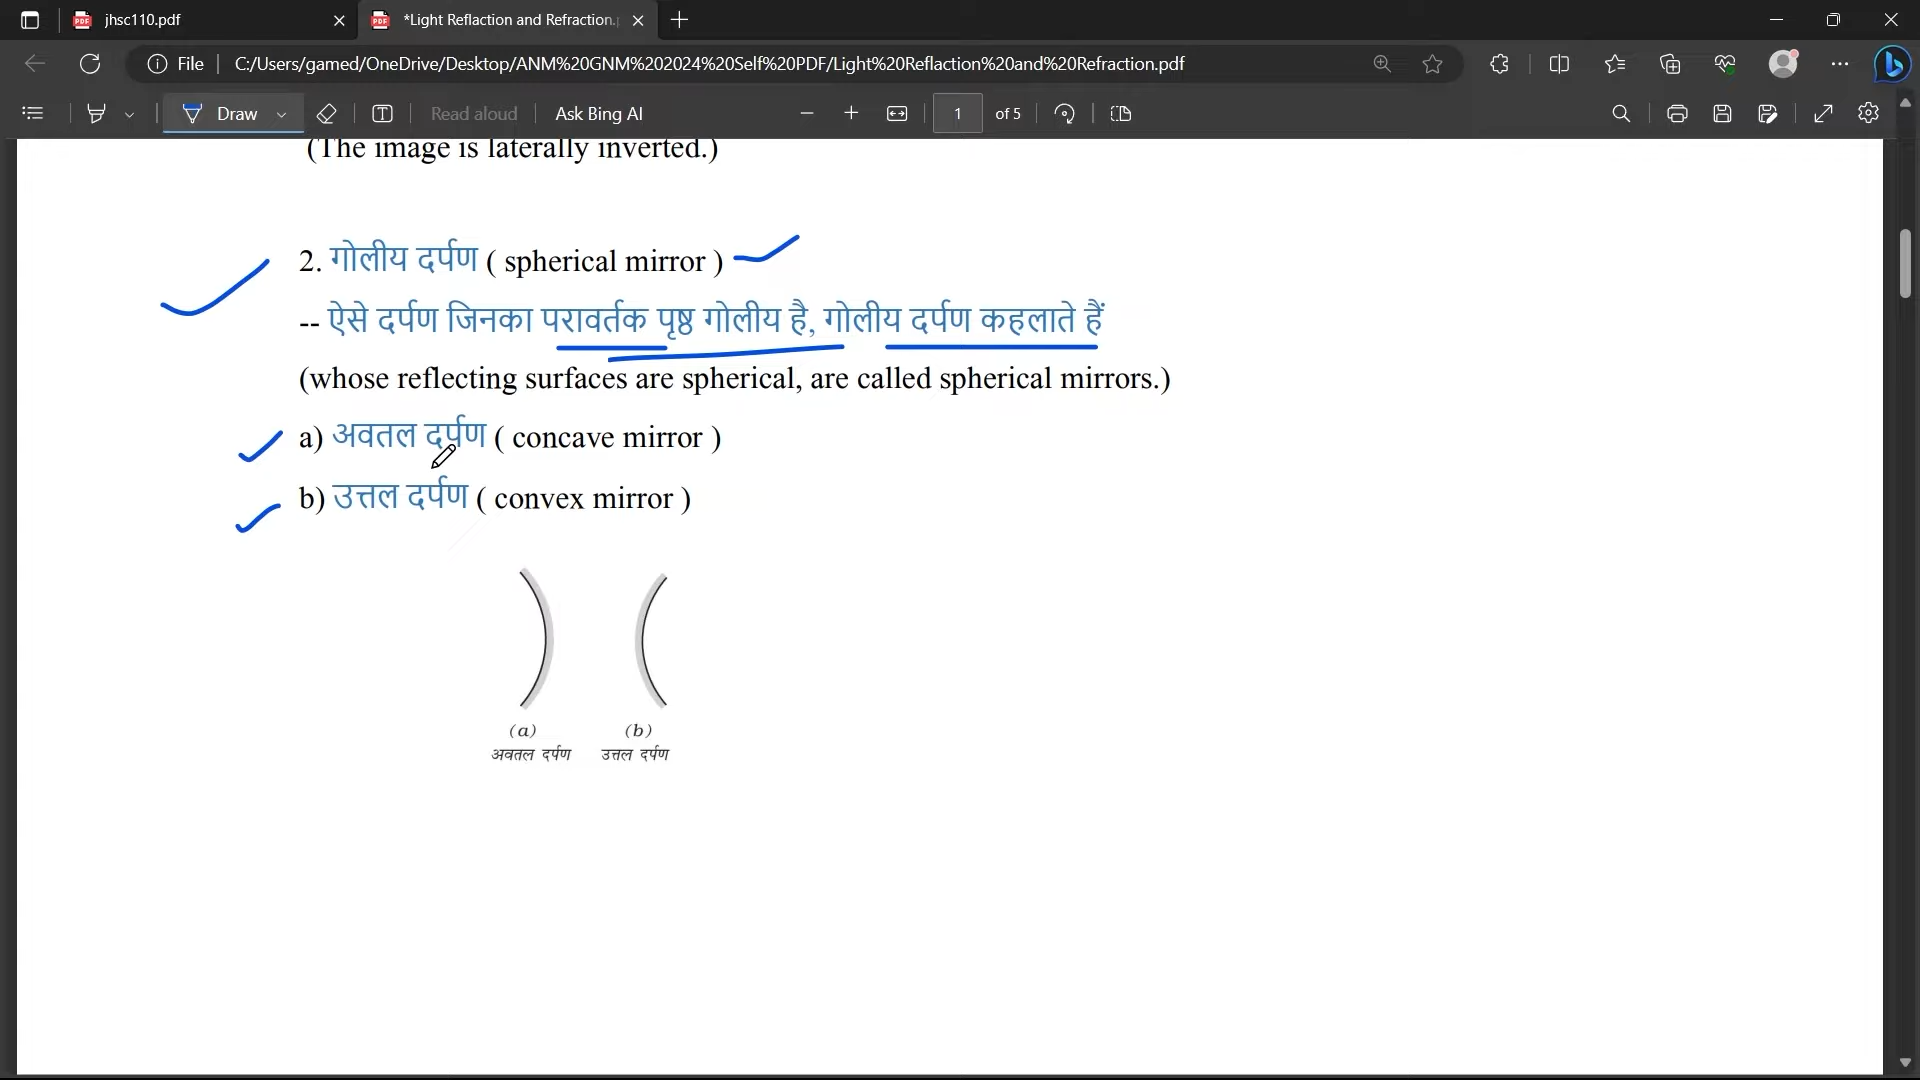 jhsc110.pdf
*Light Reflaction and Refraction.
File
C:/Users/gamed/OneDrive/Desktop/ANM%20GNM%202024%20Self%20PDF/Light%20Reflaction%20and%20Refraction.pdf
Draw
Read aloud
Ask Bing AI
1 of 5
(The image is laterally inverted.)
2. गोलीय दर्पण ( spherical mirror )
-- ऐसे दर्पण जिनका परावर्तक पृष्ठ गोलीय है, गोलीय दर्पण कहलाते हैं
(whose reflecting surfaces are spherical, are called spherical mirrors.)
a) अवतल दर्पण ( concave mirror )
b) उत्तल दर्पण ( convex mirror )
(a) (b)
अवतल दर्पण उत्तल दर्पण